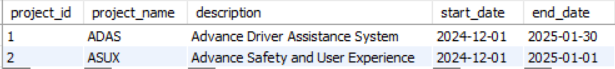 project_id project_name description start_date end_date
1 ADAS Advance Driver Assistance System 2024-12-01 2025-01-30
2 ASUX Advance Safety and User Experience 2024-12-01 2025-01-01